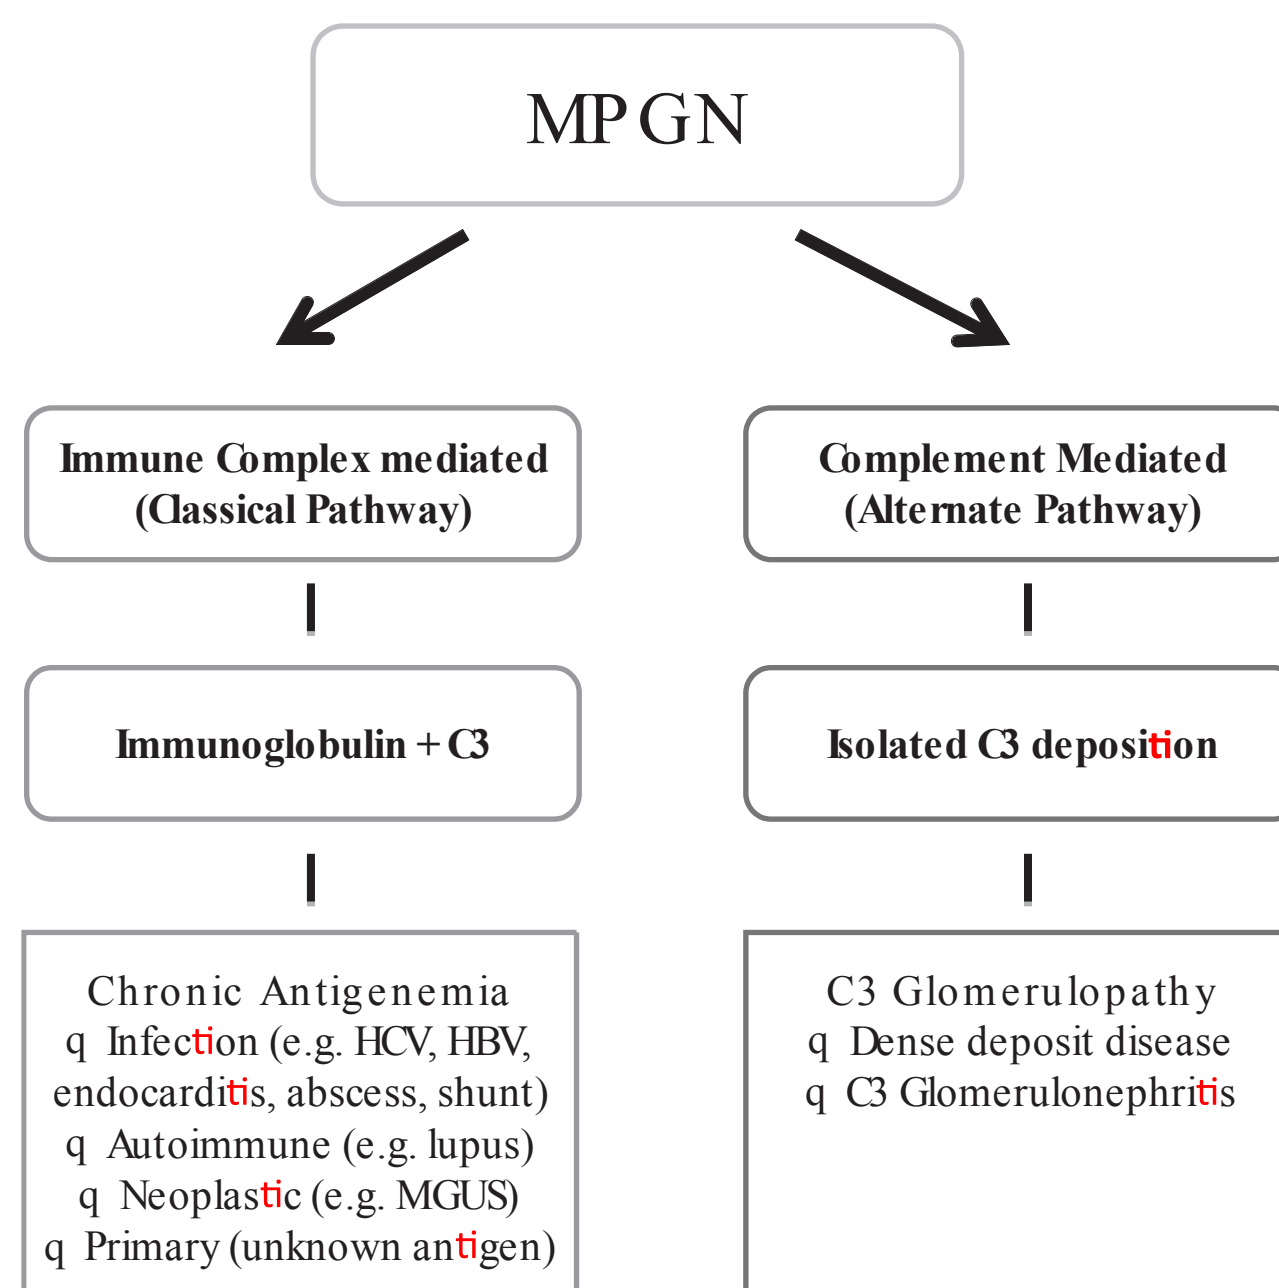 MPGN
Immune Complex mediated
(Classical Pathway)
Complement Mediated
(Alternate Pathway)
Immunoglobulin + C3
Isolated C3 deposition
Chronic Antigenemia
q Infection (e.g. HCV, HBV,
endocarditis, abscess, shunt)
q Autoimmune (e.g. lupus)
q Neoplastic (e.g. MGUS)
q Primary (unknown antigen)
C3 Glomerulopathy
q Dense deposit disease
q C3 Glomerulonephritis